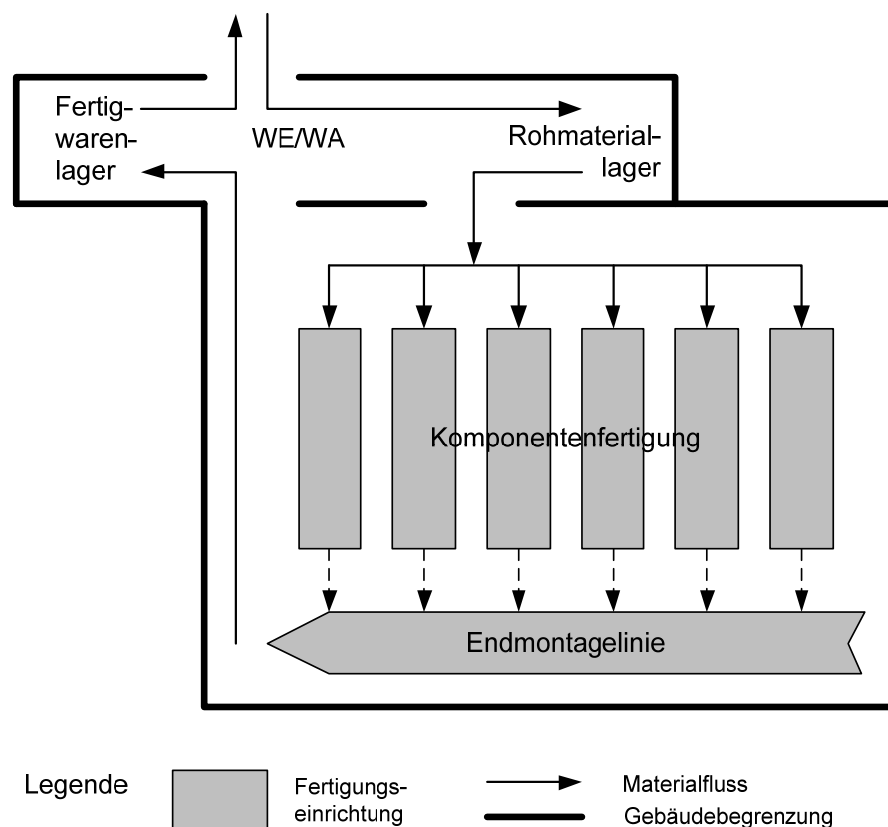 Fertig-
waren-
lager
WE/WA
Rohmaterial-
lager
Komponentenfertigung
Endmontagelinie
Legende
Fertigungs-
einrichtung
Materialfluss
Gebäudebegrenzung